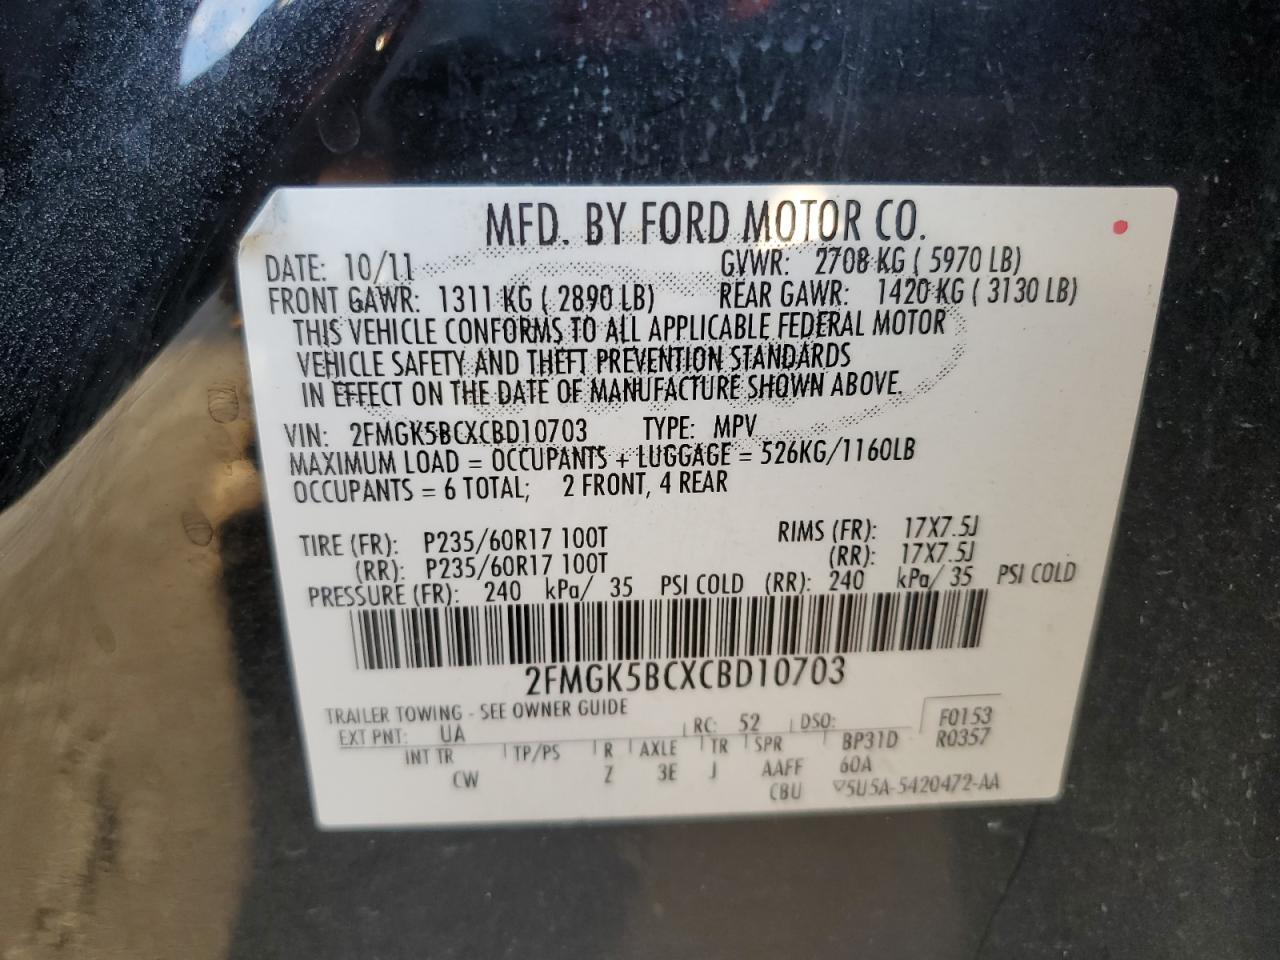 MFD. BY FORD MOTOR CO.
DATE: 10/11 GVWR: 2708 KG ( 5970 LB)
FRONT GAWR: 1311 KG ( 2890 LB) REAR GAWR: 1420 KG ( 3130 LB)
THIS VEHICLE CONFORMS TO ALL APPLICABLE FEDERAL MOTOR
VEHICLE SAFETY AND THEFT PREVENTION STANDARDS
IN EFFECT ON THE DATE OF MANUFACTURE SHOWN ABOVE.
VIN: 2FMGK5BCXCBD10703 TYPE: MPV
MAXIMUM LOAD = OCCUPANTS + LUGGAGE = 526KG/1160LB
OCCUPANTS = 6 TOTAL; 2 FRONT, 4 REAR
TIRE (FR): P235/60R17 100T RIMS (FR): 17X7.5J
(RR): P235/60R17 100T (RR): 17X7.5J
PRESSURE (FR): 240 kPa/ 35 PSI COLD (RR): 240 kPa/ 35 PSI COLD
2FMGK5BCXCBD10703
TRAILER TOWING - SEE OWNER GUIDE
EXT PNT: UA RC: 52 DSO: F0153
INT TR TP/PS R AXLE TR SPR BP31D R0357
CW Z 3E J AAFF 60A
CBU ▽5U5A-5420472-AA